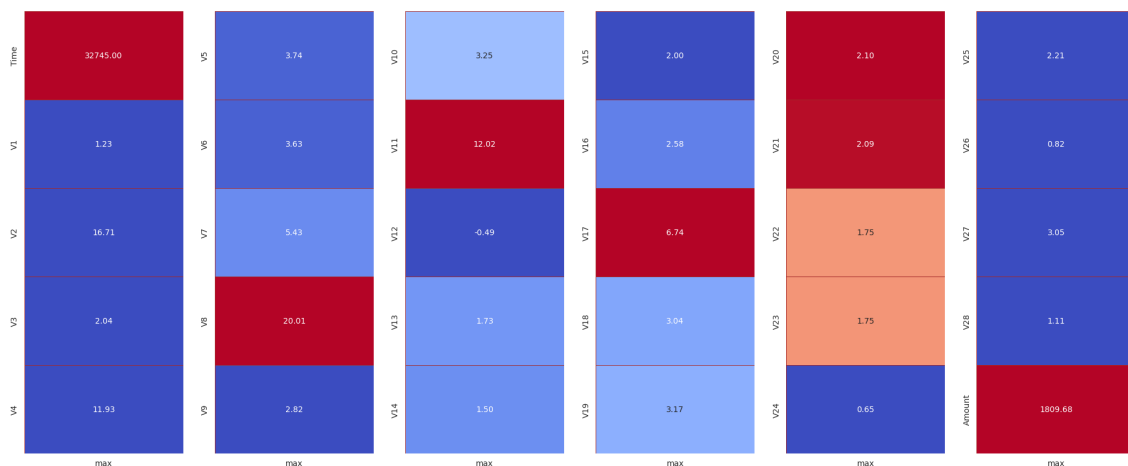 Time 32745.00
V1 1.23
V2 16.71
V3 2.04
V4 11.93
max
V5 3.74
V6 3.63
V7 5.43
V8 20.01
V9 2.82
max
V10 3.25
V11 12.02
V12 -0.49
V13 1.73
V14 1.50
max
V15 2.00
V16 2.58
V17 6.74
V18 3.04
V19 3.17
max
V20 2.10
V21 2.09
V22 1.75
V23 1.75
V24 0.65
max
V25 2.21
V26 0.82
V27 3.05
V28 1.11
Amount 1809.68
max